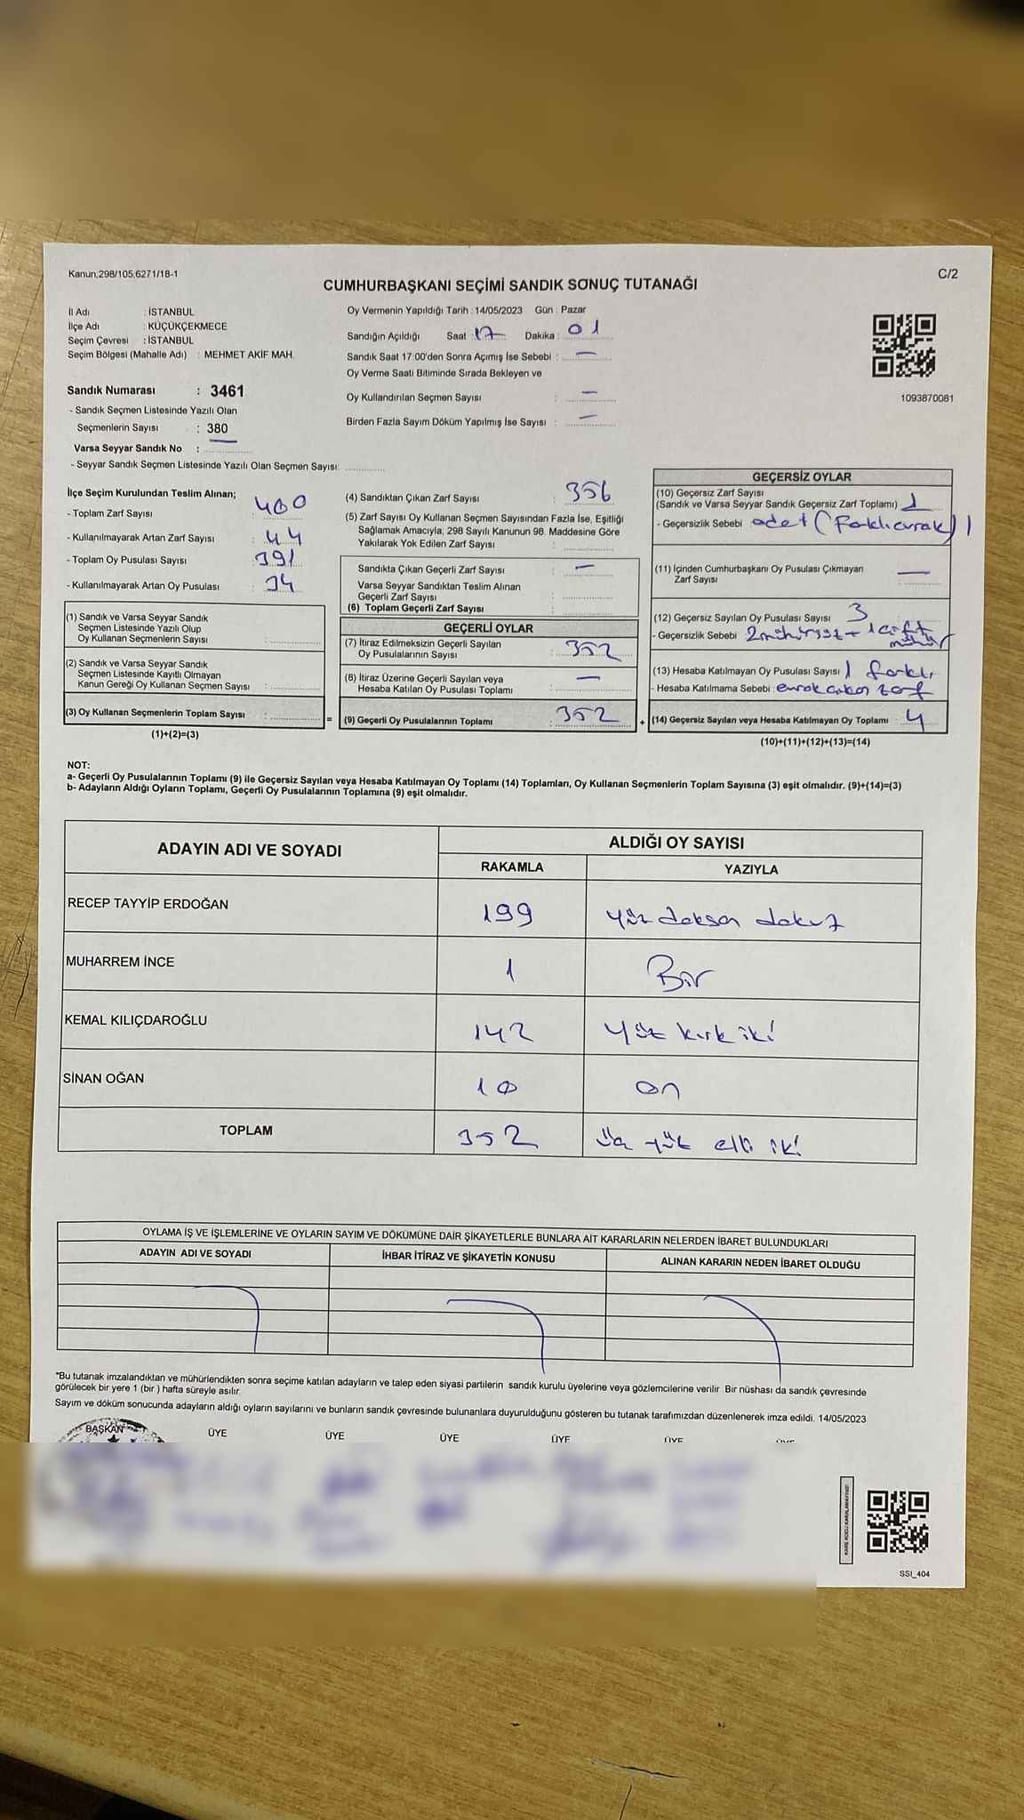 Kanun,298/105,6271/18-1
C/2
CUMHURBAŞKANI SEÇİMİ SANDIK SONUÇ TUTANAĞI
İl Adı : İSTANBUL
İlçe Adı : KÜÇÜKÇEKMECE
Seçim Çevresi : İSTANBUL
Seçim Bölgesi (Mahalle Adı) : MEHMET AKİF MAH.
Sandık Numarası : 3461
- Sandık Seçmen Listesinde Yazılı Olan
Seçmenlerin Sayısı : 380
Varsa Seyyar Sandık No : —
- Seyyar Sandık Seçmen Listesinde Yazılı Olan Seçmen Sayısı:
Oy Vermenin Yapıldığı Tarih : 14/05/2023 Gün : Pazar
Sandığın Açıldığı Saat : 17 Dakika : 01
Sandık Saat 17:00'den Sonra Açımış İse Sebebi : —
Oy Verme Saati Bitiminde Sırada Bekleyen ve
Oy Kullandırılan Seçmen Sayısı : —
Birden Fazla Sayım Döküm Yapılmış İse Sayısı : —
1093870081
İlçe Seçim Kurulundan Teslim Alınan;
- Toplam Zarf Sayısı : 400
- Kullanılmayarak Artan Zarf Sayısı : 44
- Toplam Oy Pusulası Sayısı : 391
- Kullanılmayarak Artan Oy Pusulası : 34
(1) Sandık ve Varsa Seyyar Sandık
Seçmen Listesinde Yazılı Olup
Oy Kullanan Seçmenlerin Sayısı :
(2) Sandık ve Varsa Seyyar Sandık
Seçmen Listesinde Kayıtlı Olmayan
Kanun Gereği Oy Kullanan Seçmen Sayısı :
(3) Oy Kullanan Seçmenlerin Toplam Sayısı :
(1)+(2)=(3)
(4) Sandıktan Çıkan Zarf Sayısı : 356
(5) Zarf Sayısı Oy Kullanan Seçmen Sayısından Fazla İse, Eşitliği
Sağlamak Amacıyla, 298 Sayılı Kanunun 98. Maddesine Göre
Yakılarak Yok Edilen Zarf Sayısı :
Sandıkta Çıkan Geçerli Zarf Sayısı : —
Varsa Seyyar Sandıktan Teslim Alınan
Geçerli Zarf Sayısı :
(6) Toplam Geçerli Zarf Sayısı :
GEÇERLİ OYLAR
(7) İtiraz Edilmeksizin Geçerli Sayılan
Oy Pusulalarının Sayısı : 352
(8) İtiraz Üzerine Geçerli Sayılan veya
Hesaba Katılan Oy Pusulası Toplamı : —
= (9) Geçerli Oy Pusulalarının Toplamı : 352
GEÇERSİZ OYLAR
(10) Geçersiz Zarf Sayısı
(Sandık ve Varsa Seyyar Sandık Geçersiz Zarf Toplamı) 1
- Geçersizlik Sebebi adet (farklı evrak) 1
(11) İçinden Cumhurbaşkanı Oy Pusulası Çıkmayan
Zarf Sayısı —
(12) Geçersiz Sayılan Oy Pusulası Sayısı 3
- Geçersizlik Sebebi 2 mühürsüz + 1 çift
mühür
(13) Hesaba Katılmayan Oy Pusulası Sayısı 1 farklı
- Hesaba Katılmama Sebebi: evrak çıkan zarf
+ (14) Geçersiz Sayılan veya Hesaba Katılmayan Oy Toplamı 4
(10)+(11)+(12)+(13)=(14)
NOT:
a- Geçerli Oy Pusulalarının Toplamı (9) ile Geçersiz Sayılan veya Hesaba Katılmayan Oy Toplamı (14) Toplamları, Oy Kullanan Seçmenlerin Toplam Sayısına (3) eşit olmalıdır. (9)+(14)=(3)
b- Adayların Aldığı Oyların Toplamı, Geçerli Oy Pusulalarının Toplamına (9) eşit olmalıdır.
ADAYIN ADI VE SOYADI ALDIĞI OY SAYISI
RAKAMLA YAZIYLA
RECEP TAYYİP ERDOĞAN 199 Yüz doksan dokuz
MUHARREM İNCE 1 Bir
KEMAL KILIÇDAROĞLU 142 Yüz kırk iki
SİNAN OĞAN 10 on
TOPLAM 352 üç yüz elli iki
OYLAMA İŞ VE İŞLEMLERİNE VE OYLARIN SAYIM VE DÖKÜMÜNE DAİR ŞİKAYETLERLE BUNLARA AİT KARARLARIN NELERDEN İBARET BULUNDUKLARI
ADAYIN ADI VE SOYADI İHBAR İTİRAZ VE ŞİKAYETİN KONUSU ALINAN KARARIN NEDEN İBARET OLDUĞU
*Bu tutanak imzalandıktan ve mühürlendikten sonra seçime katılan adayların ve talep eden siyasi partilerin sandık kurulu üyelerine veya gözlemcilerine verilir. Bir nüshası da sandık çevresinde
görülecek bir yere 1 (bir) hafta süreyle asılır.
Sayım ve döküm sonucunda adayların aldığı oyların sayılarını ve bunların sandık çevresinde bulunanlara duyurulduğunu gösteren bu tutanak tarafımızdan düzenlenerek imza edildi. 14/05/2023
BAŞKAN ÜYE ÜYE ÜYE ÜYE ÜYE
SSI_404